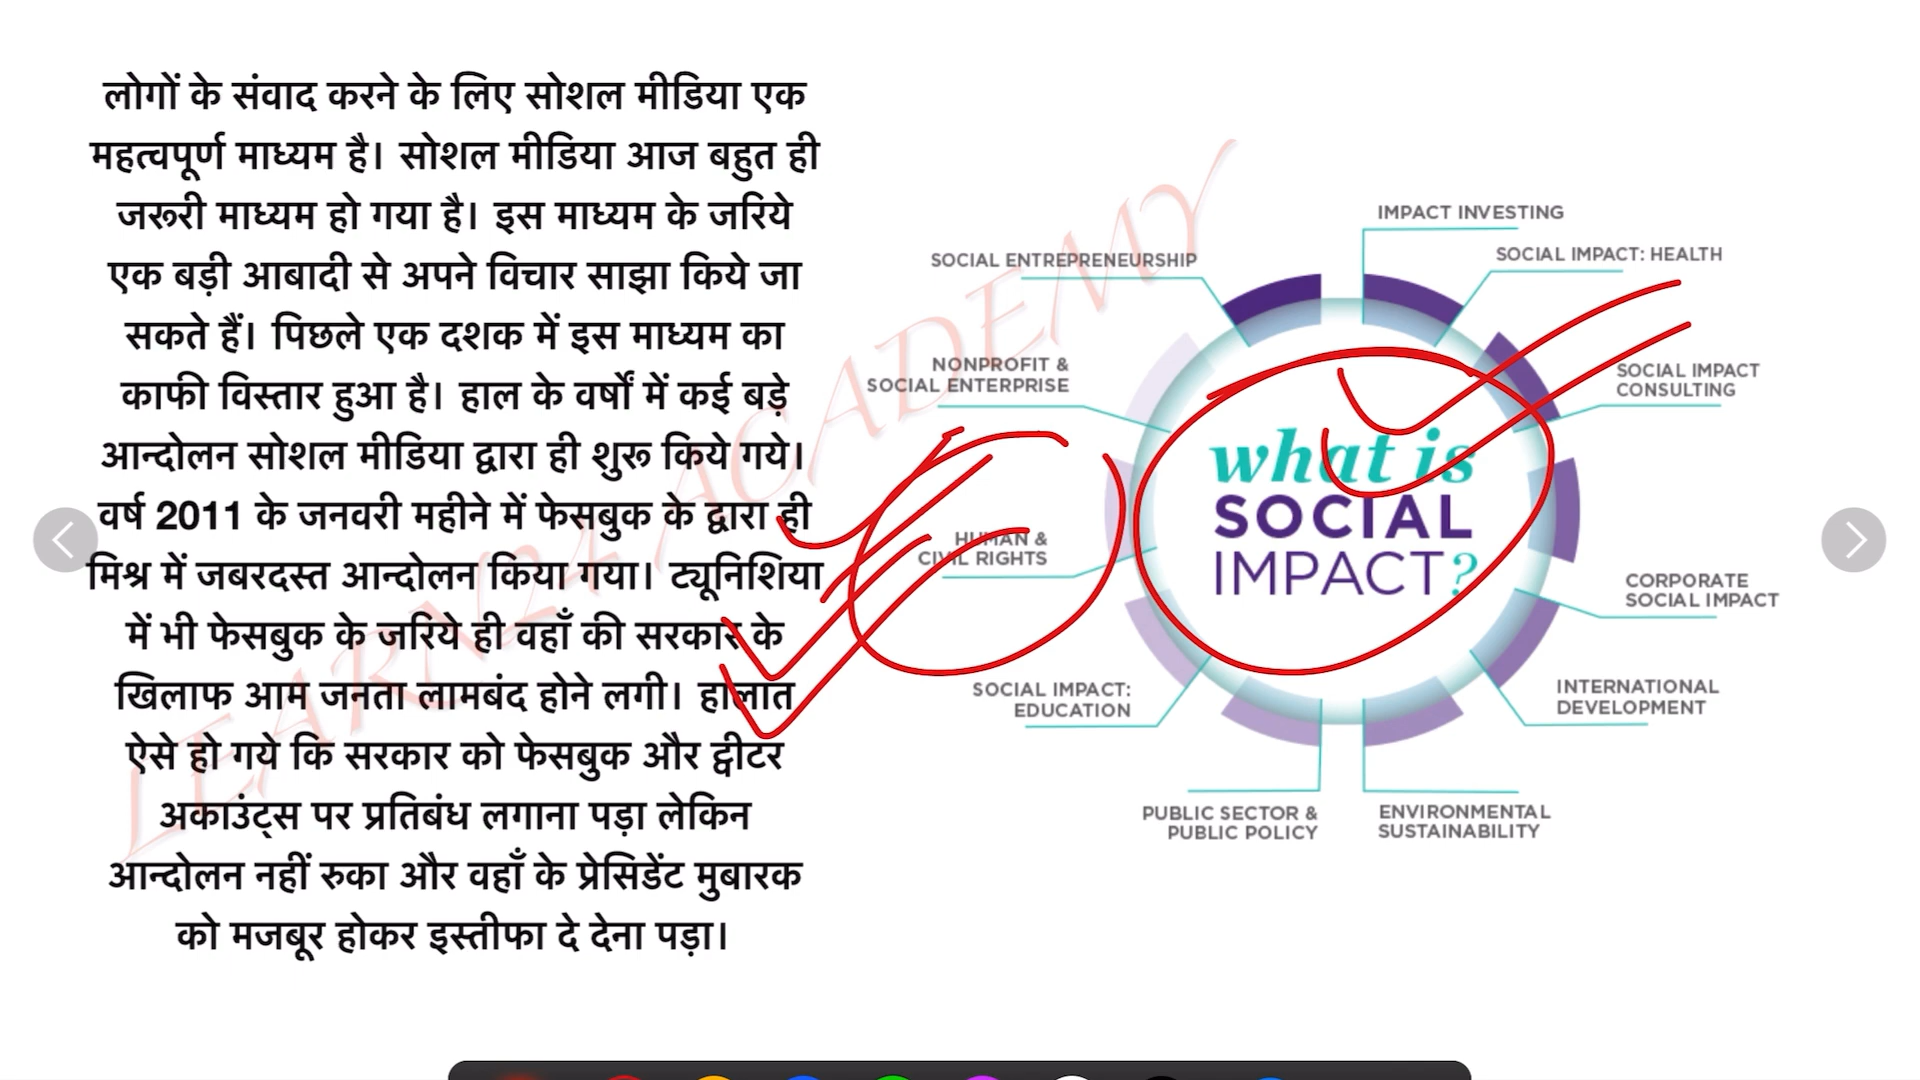 लोगों के संवाद करने के लिए सोशल मीडिया एक
महत्वपूर्ण माध्यम है। सोशल मीडिया आज बहुत ही
जरूरी माध्यम हो गया है। इस माध्यम के जरिये
एक बड़ी आबादी से अपने विचार साझा किये जा
सकते हैं। पिछले एक दशक में इस माध्यम का
काफी विस्तार हुआ है। हाल के वर्षों में कई बड़े
आन्दोलन सोशल मीडिया द्वारा ही शुरू किये गये।
वर्ष 2011 के जनवरी महीने में फेसबुक के द्वारा ही
मिश्र में जबरदस्त आन्दोलन किया गया। ट्यूनिशिया
में भी फेसबुक के जरिये ही वहाँ की सरकार के
खिलाफ आम जनता लामबंद होने लगी। हालात
ऐसे हो गये कि सरकार को फेसबुक और ट्वीटर
अकाउंट्स पर प्रतिबंध लगाना पड़ा लेकिन
आन्दोलन नहीं रुका और वहाँ के प्रेसिडेंट मुबारक
को मजबूर होकर इस्तीफा दे देना पड़ा।
LEARN24 ACADEMY
IMPACT INVESTING
SOCIAL IMPACT: HEALTH
SOCIAL ENTREPRENEURSHIP
NONPROFIT &
SOCIAL ENTERPRISE
SOCIAL IMPACT
CONSULTING
what is
SOCIAL
IMPACT?
HUMAN &
CIVIL RIGHTS
CORPORATE
SOCIAL IMPACT
SOCIAL IMPACT:
EDUCATION
INTERNATIONAL
DEVELOPMENT
PUBLIC SECTOR &
PUBLIC POLICY
ENVIRONMENTAL
SUSTAINABILITY